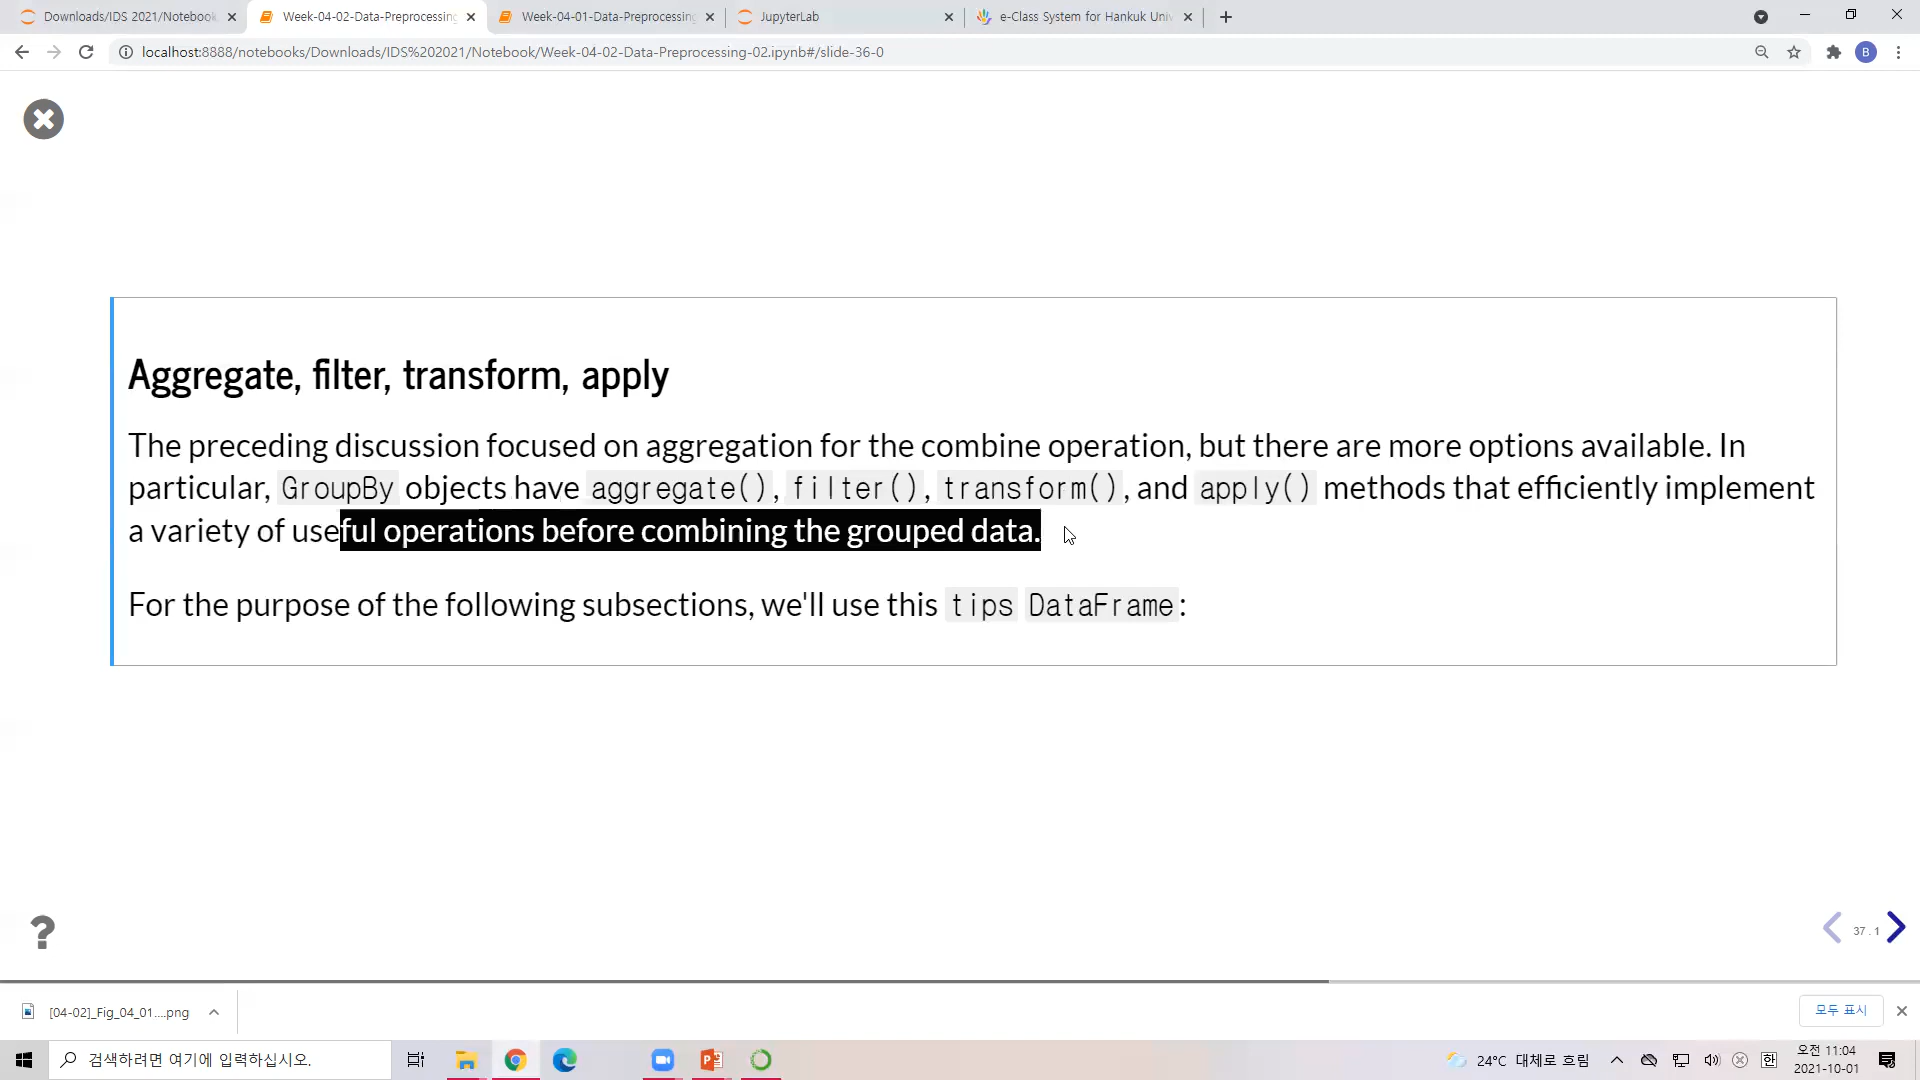 Downloads/IDS 2021/Notebook
Week-04-02-Data-Preprocessing
Week-04-01-Data-Preprocessing
JupyterLab
e-Class System for Hankuk Univ
localhost:8888/notebooks/Downloads/IDS%202021/Notebook/Week-04-02-Data-Preprocessing-02.ipynb#/slide-36-0
B
Aggregate, filter, transform, apply
The preceding discussion focused on aggregation for the combine operation, but there are more options available. In
particular, GroupBy objects have aggregate(), filter(), transform(), and apply() methods that efficiently implement
a variety of useful operations before combining the grouped data.
For the purpose of the following subsections, we'll use this tips DataFrame:
?
37 . 1
[04-02]_Fig_04_01....png
모두 표시
검색하려면 여기에 입력하십시오.
24°C 대체로 흐림
한
오전 11:04
2021-10-01